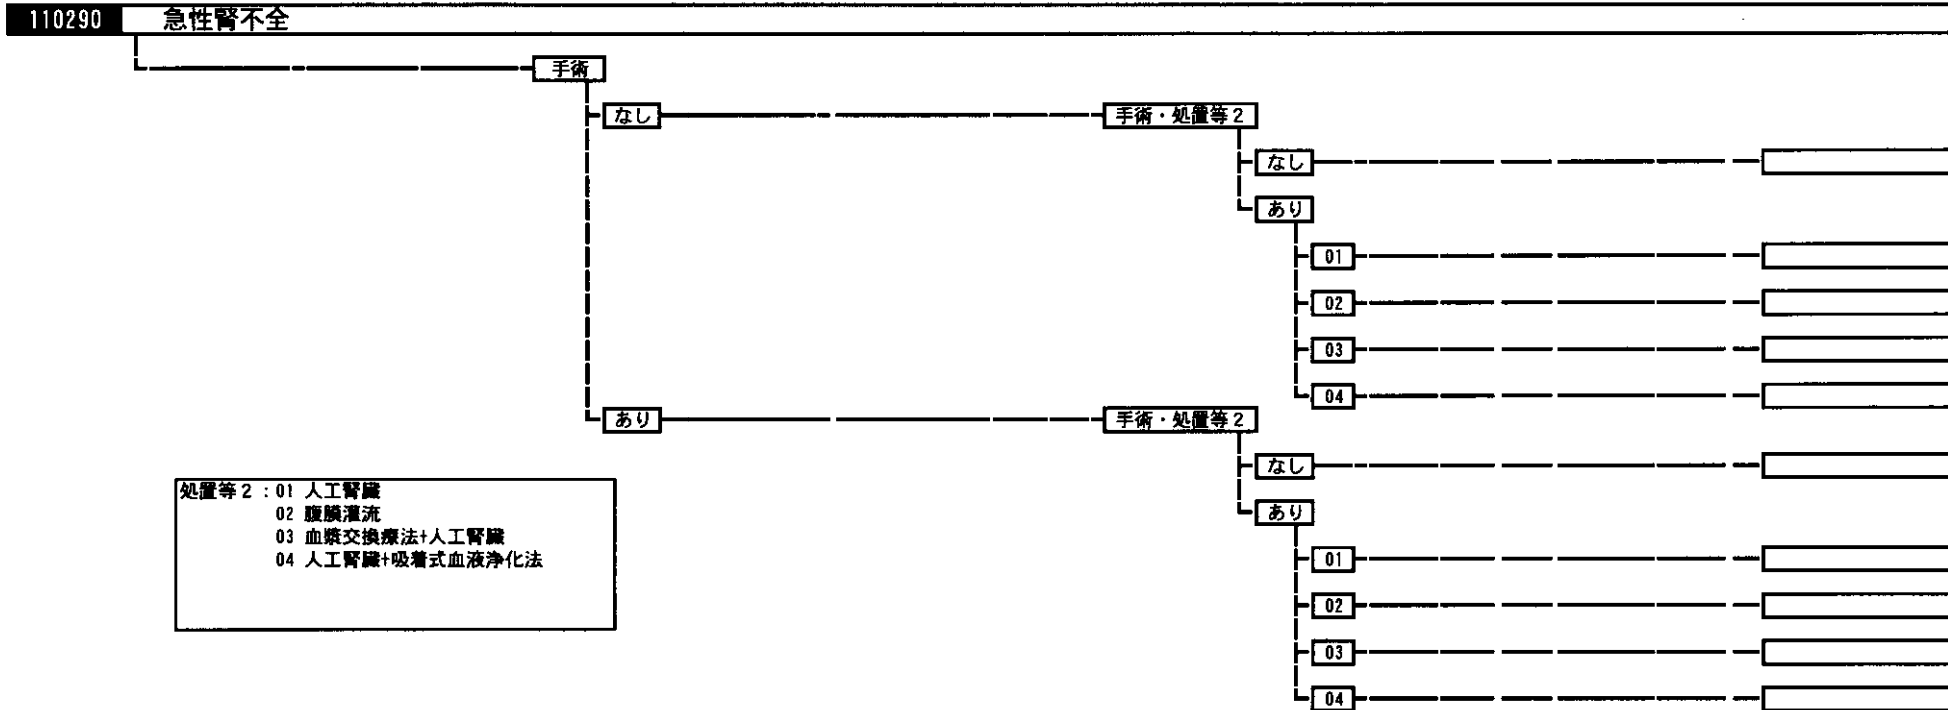 110290 急性腎不全
手術
なし 手術・処置等2
なし
あり
01
02
03
04
あり 手術・処置等2
なし
あり
01
02
03
04
処置等2:01 人工腎臓
02 腹膜灌流
03 血漿交換療法+人工腎臓
04 人工腎臓+吸着式血液浄化法